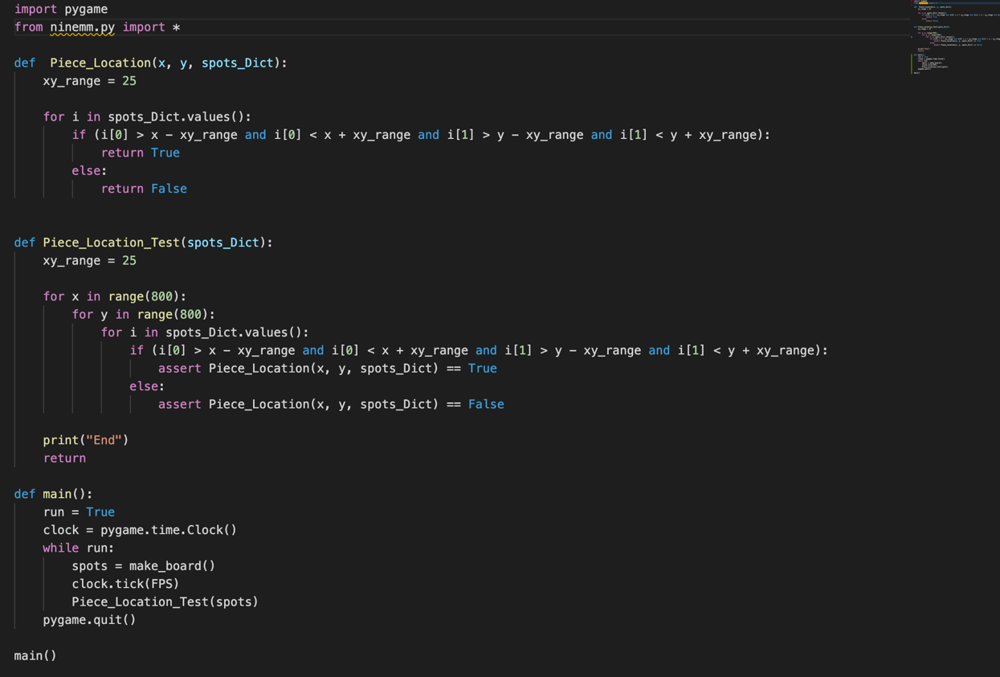 import pygame
from ninemm.py import *
def  Piece_Location(x, y, spots_Dict):
    xy_range = 25
    for i in spots_Dict.values():
        if (i[0] > x - xy_range and i[0] < x + xy_range and i[1] > y - xy_range and i[1] < y + xy_range):
            return True
        else:
            return False
def Piece_Location_Test(spots_Dict):
    xy_range = 25
    for x in range(800):
        for y in range(800):
            for i in spots_Dict.values():
                if (i[0] > x - xy_range and i[0] < x + xy_range and i[1] > y - xy_range and i[1] < y + xy_range):
                    assert Piece_Location(x, y, spots_Dict) == True
                else:
                    assert Piece_Location(x, y, spots_Dict) == False
    print("End")
    return
def main():
    run = True
    clock = pygame.time.Clock()
    while run:
        spots = make_board()
        clock.tick(FPS)
        Piece_Location_Test(spots)
    pygame.quit()
main()